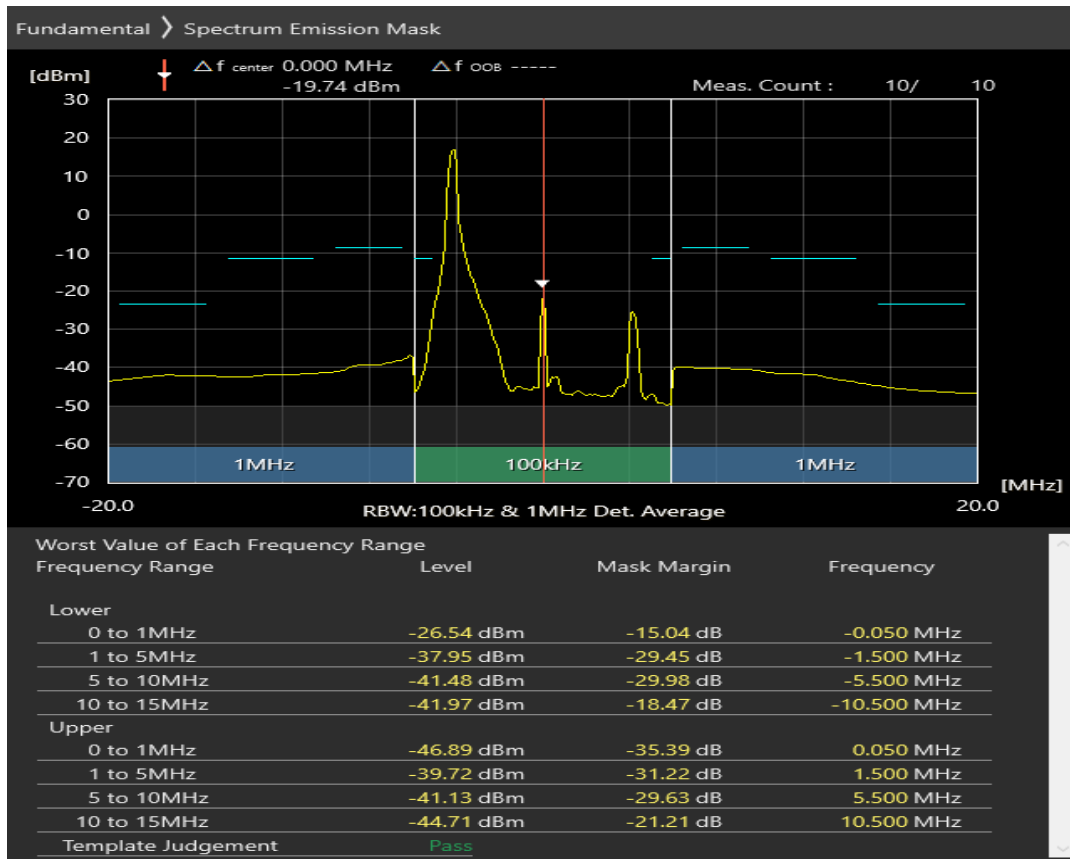 Fundamental ❯ Spectrum Emission Mask
[dBm] △f center 0.000 MHz △f OOB -----
-19.74 dBm Meas. Count : 10/ 10
30
20
10
0
-10
-20
-30
-40
-50
-60
1MHz 100kHz 1MHz
-70 [MHz]
-20.0 RBW:100kHz & 1MHz Det. Average 20.0
Worst Value of Each Frequency Range
Frequency Range Level Mask Margin Frequency
Lower
0 to 1MHz -26.54 dBm -15.04 dB -0.050 MHz
1 to 5MHz -37.95 dBm -29.45 dB -1.500 MHz
5 to 10MHz -41.48 dBm -29.98 dB -5.500 MHz
10 to 15MHz -41.97 dBm -18.47 dB -10.500 MHz
Upper
0 to 1MHz -46.89 dBm -35.39 dB 0.050 MHz
1 to 5MHz -39.72 dBm -31.22 dB 1.500 MHz
5 to 10MHz -41.13 dBm -29.63 dB 5.500 MHz
10 to 15MHz -44.71 dBm -21.21 dB 10.500 MHz
Template Judgement Pass